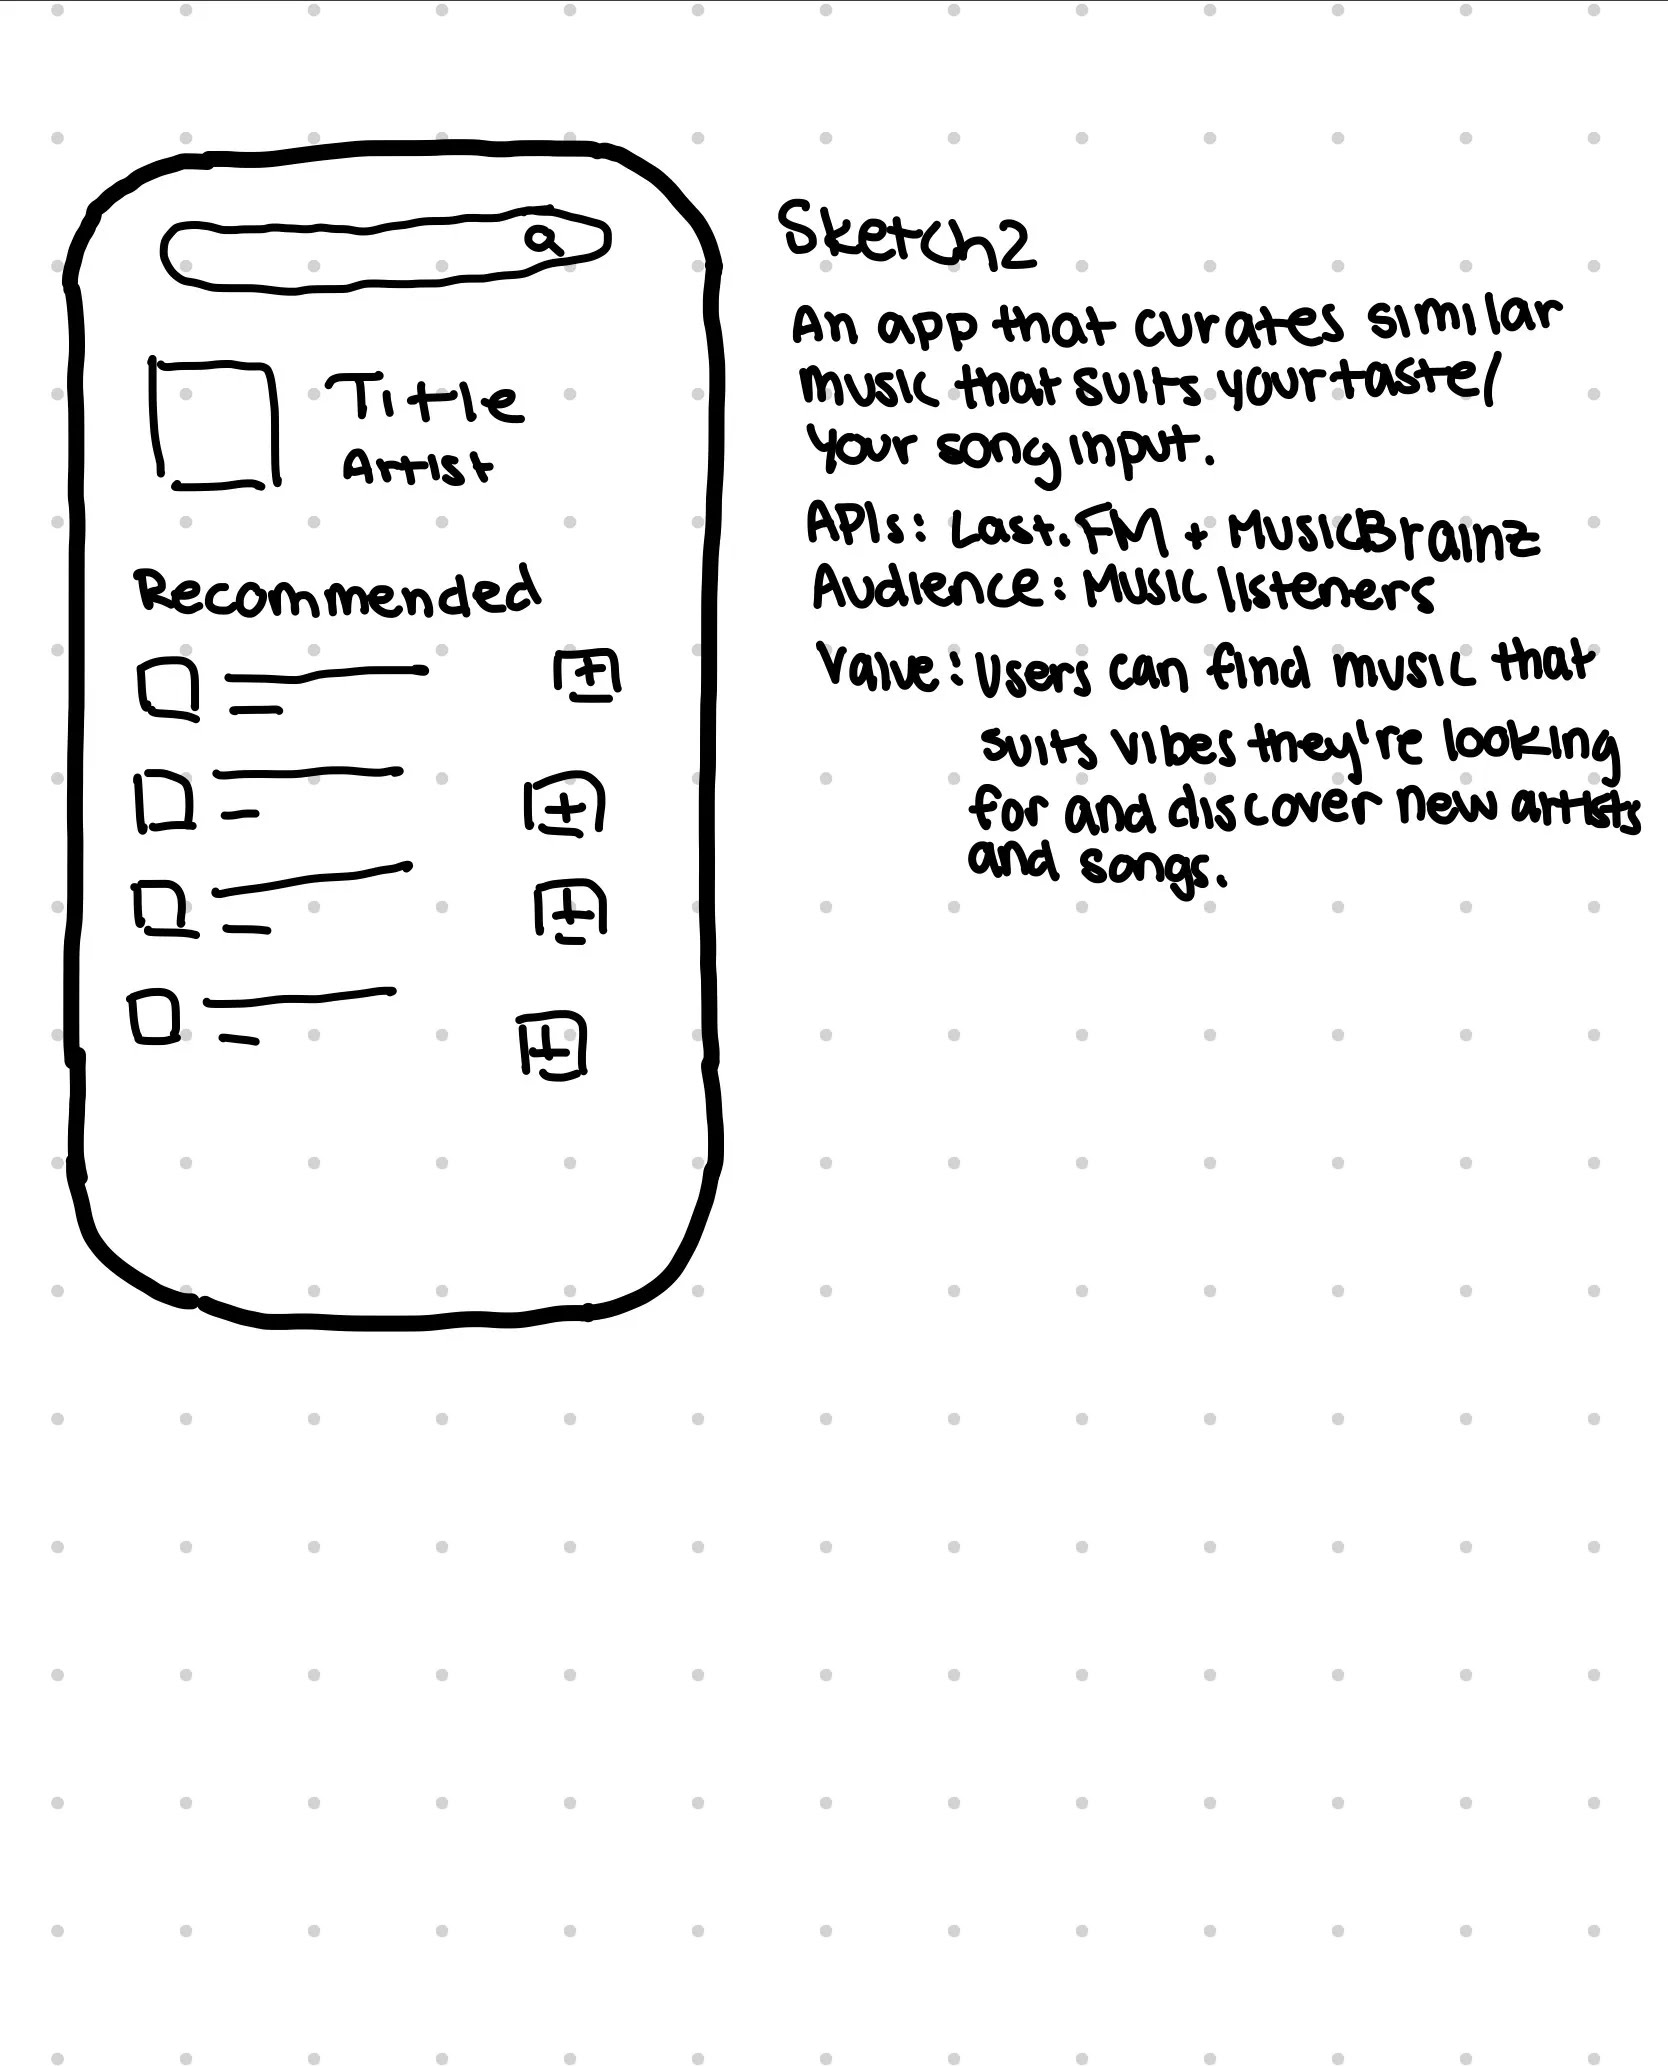 Title
Artist
Recommended
Sketch2
An app that curates similar
music that suits your taste/
your song input.
APIs: Last.FM + MusicBrainz
Audience: Music listeners
Value: Users can find music that
suits vibes they're looking
for and discover new artists
and songs.